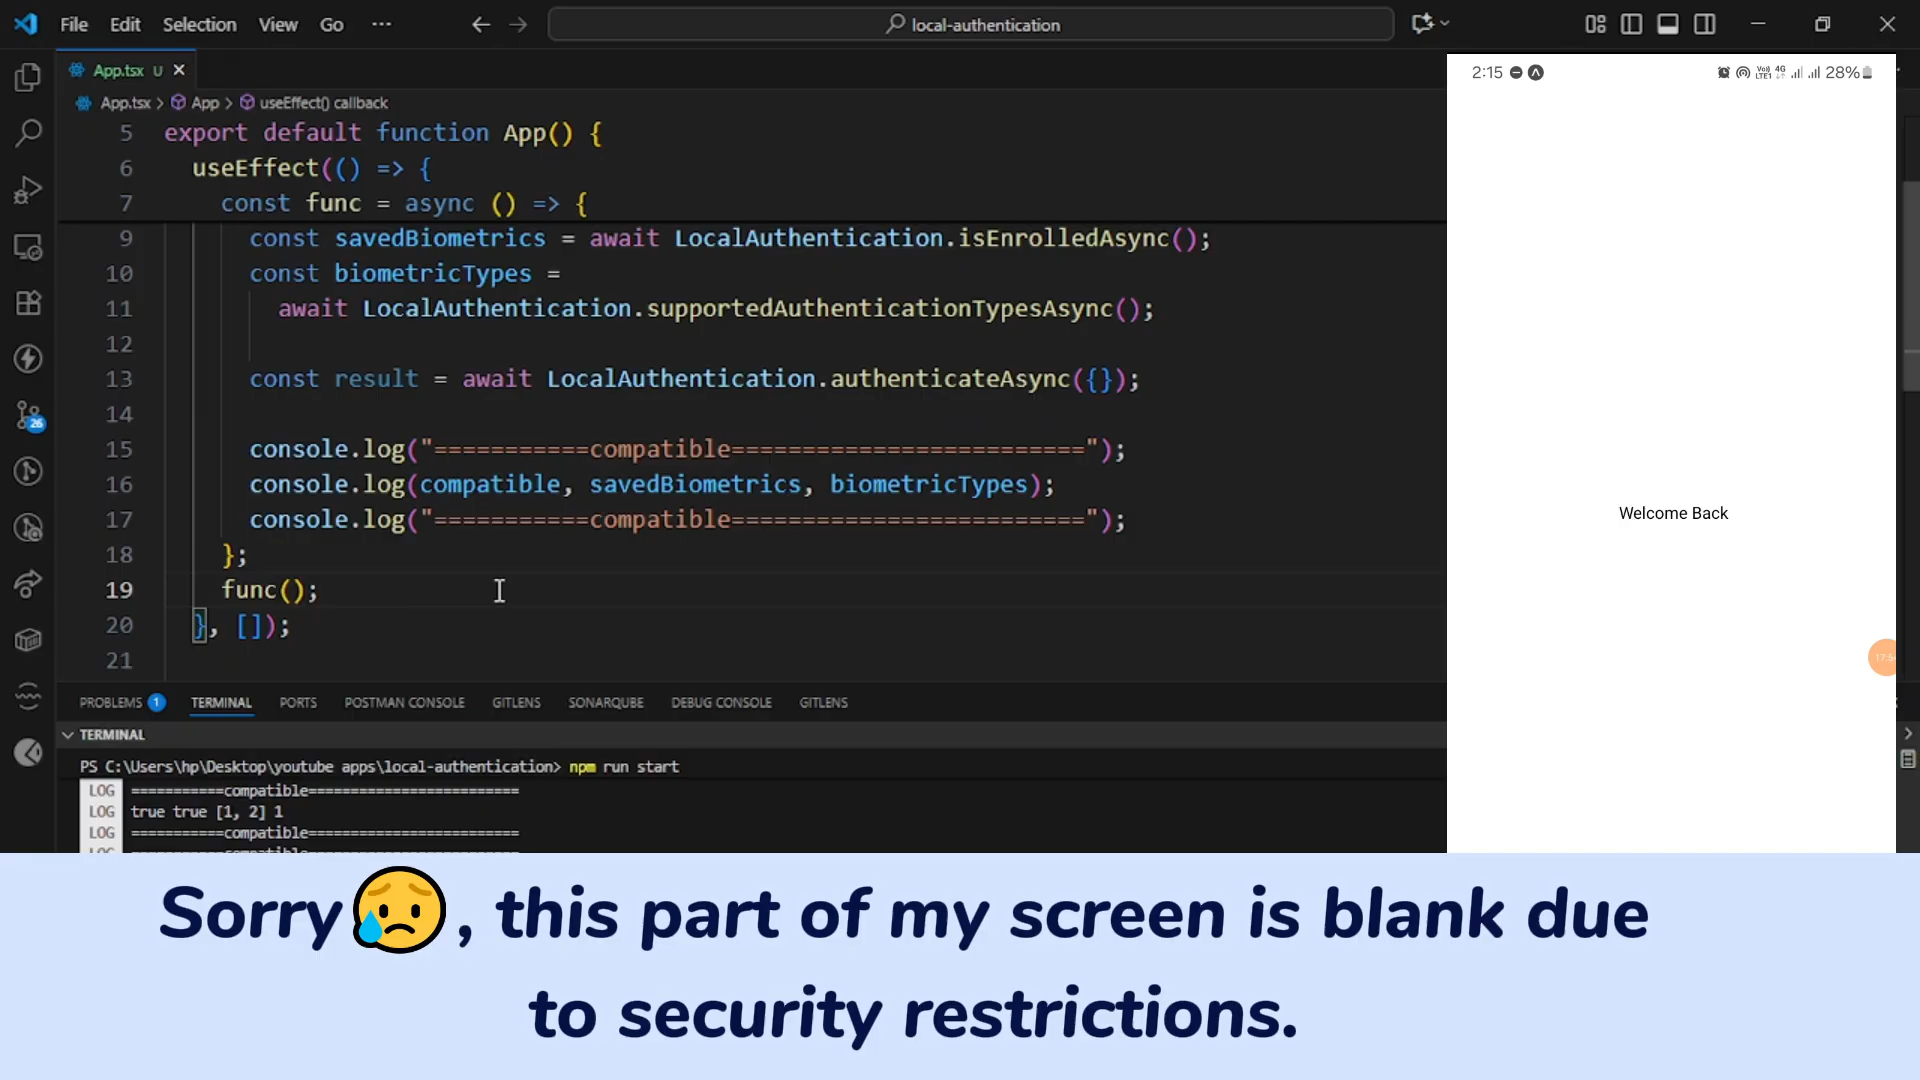 File Edit Selection View Go ··· local-authentication
App.tsx U
App.tsx > App > useEffect() callback
5 export default function App() {
6 useEffect(() => {
7 const func = async () => {
9 const savedBiometrics = await LocalAuthentication.isEnrolledAsync();
10 const biometricTypes =
11 await LocalAuthentication.supportedAuthenticationTypesAsync();
12
13 const result = await LocalAuthentication.authenticateAsync({});
14
15 console.log("===========compatible=========================");
16 console.log(compatible, savedBiometrics, biometricTypes);
17 console.log("===========compatible=========================");
18 };
19 func();
20 }, []);
21
26
PROBLEMS 1 TERMINAL PORTS POSTMAN CONSOLE GITLENS SONARQUBE DEBUG CONSOLE GITLENS
TERMINAL
PS C:\Users\hp\Desktop\youtube apps\local-authentication> npm run start
LOG ===========compatible=========================
LOG true true [1, 2] 1
LOG ===========compatible=========================
2:15 4G 28%
Welcome Back
Sorry😥, this part of my screen is blank due
to security restrictions.